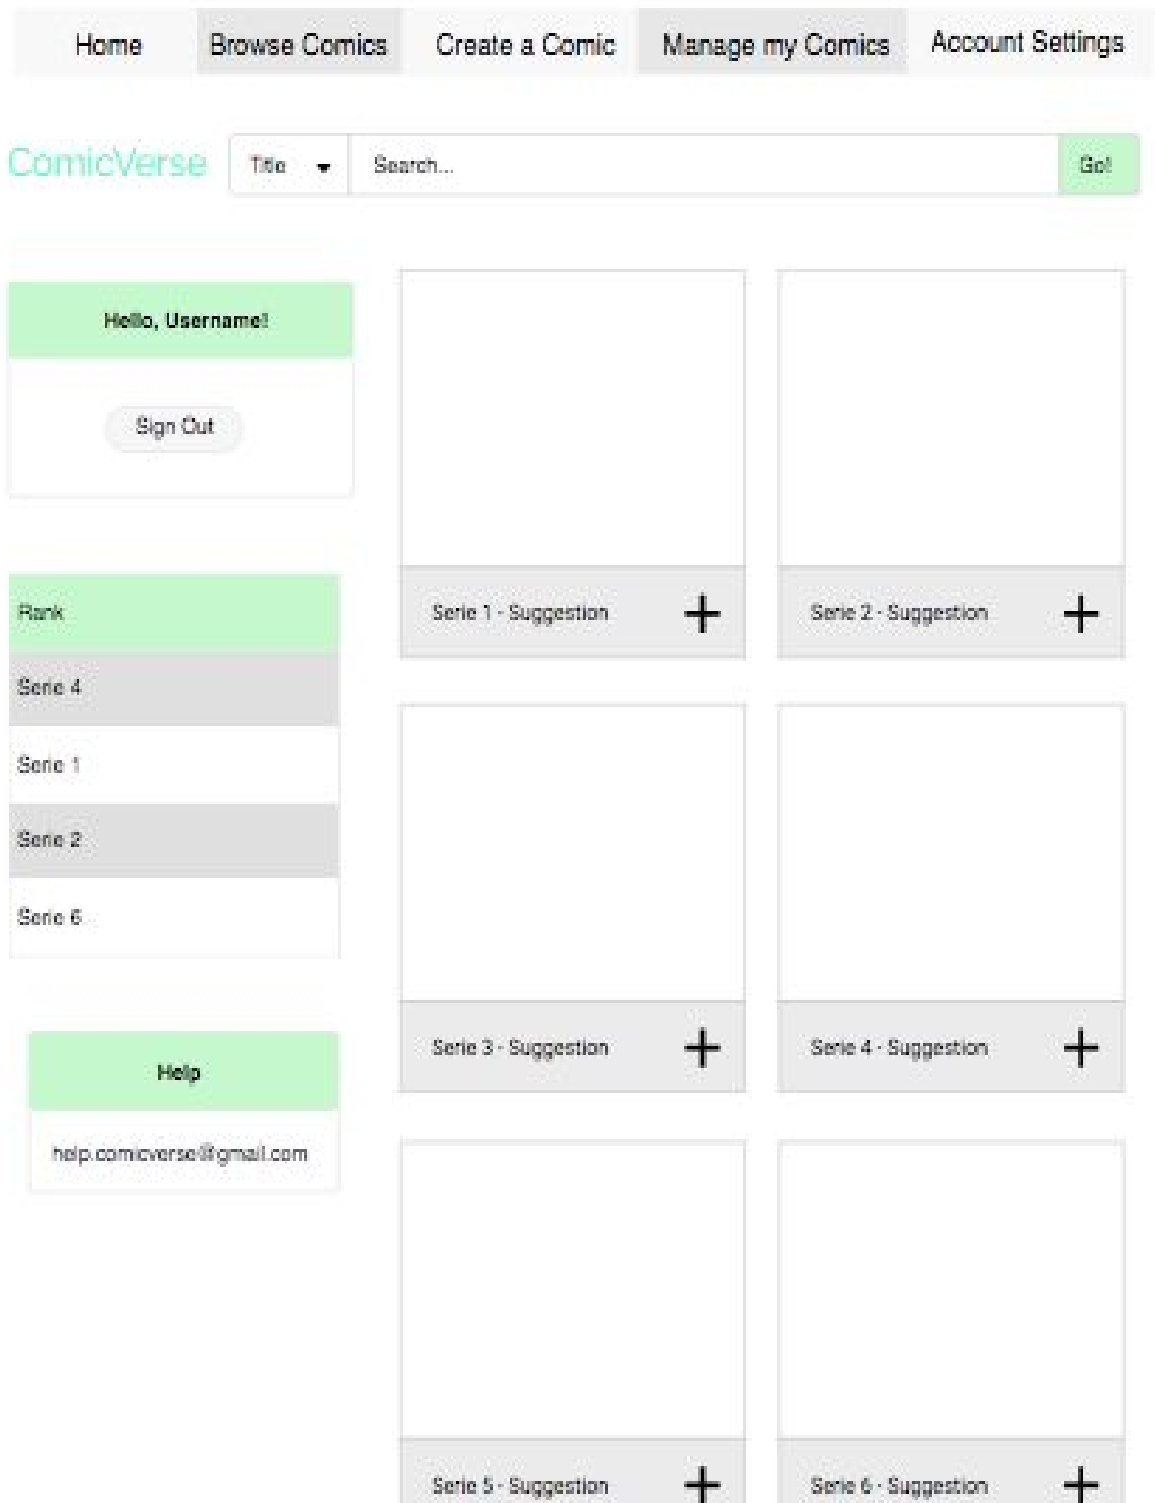 Home Browse Comics Create a Comic Manage my Comics Account Settings
ComicVerse Title Search... Go!
Hello, Username!
Sign Out
Rank
Serie 4
Serie 1
Serie 2
Serie 6
Help
help.comicverse@gmail.com
Serie 1 - Suggestion
Serie 2 - Suggestion
Serie 3 - Suggestion
Serie 4 - Suggestion
Serie 5 - Suggestion
Serie 6 - Suggestion